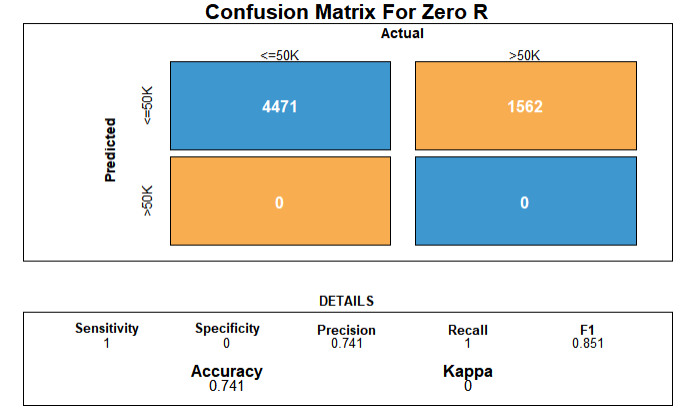 Confusion Matrix For Zero R
Actual
<=50K >50K
Predicted
<=50K
4471 1562
>50K
0 0
DETAILS
Sensitivity Specificity Precision Recall F1
1 0 0.741 1 0.851
Accuracy Kappa
0.741 0